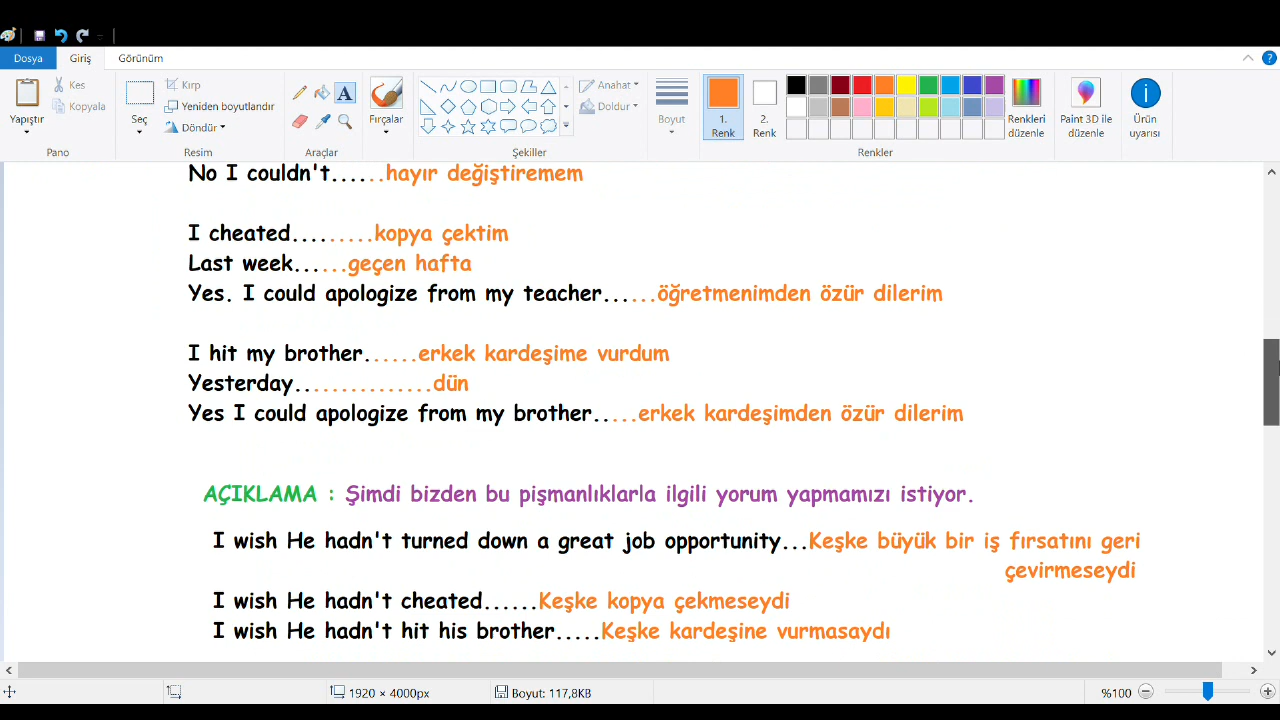 Dosya Giriş Görünüm
Yapıştır
Kes
Kopyala
Seç
Kırp
Yeniden boyutlandır
Döndür
Fırçalar
Anahat
Doldur
Boyut
1. Renk
2. Renk
Renkleri düzenle
Paint 3D ile düzenle
Ürün uyarısı
Pano Resim Araçlar Şekiller Renkler
No I couldn't......hayır değiştiremem
I cheated.........kopya çektim
Last week......geçen hafta
Yes. I could apologize from my teacher......öğretmenimden özür dilerim
I hit my brother......erkek kardeşime vurdum
Yesterday..............dün
Yes I could apologize from my brother.....erkek kardeşimden özür dilerim
AÇIKLAMA : Şimdi bizden bu pişmanlıklarla ilgili yorum yapmamızı istiyor.
I wish He hadn't turned down a great job opportunity...Keşke büyük bir iş fırsatını geri
çevirmeseydi
I wish He hadn't cheated......Keşke kopya çekmeseydi
I wish He hadn't hit his brother.....Keşke kardeşine vurmasaydı
1920 × 4000px Boyut: 117,8KB %100